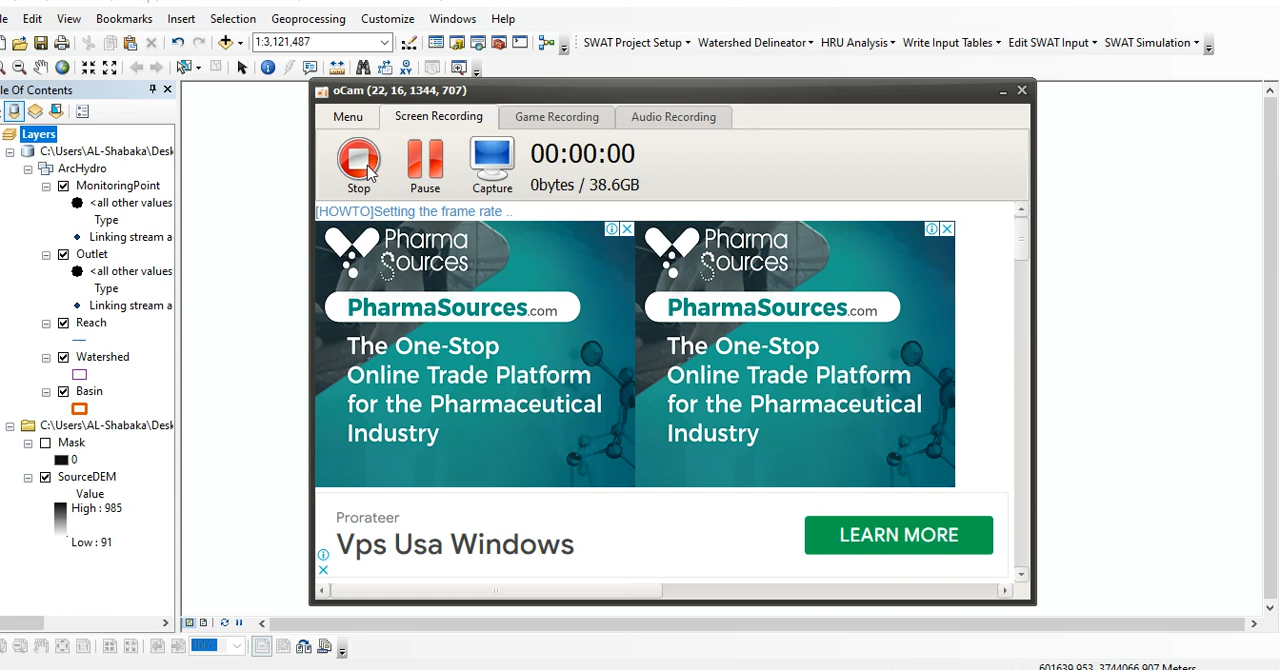 le Edit View Bookmarks Insert Selection Geoprocessing Customize Windows Help
1:3,121,487
SWAT Project Setup Watershed Delineator HRU Analysis Write Input Tables Edit SWAT Input SWAT Simulation
le Of Contents
Layers
C:\Users\AL-Shabaka\Desk
ArcHydro
MonitoringPoint
<all other values
Type
Linking stream a
Outlet
<all other values
Type
Linking stream a
Reach
Watershed
Basin
C:\Users\AL-Shabaka\Desk
Mask
0
SourceDEM
Value
High : 985
Low : 91
oCam (22, 16, 1344, 707)
Menu Screen Recording Game Recording Audio Recording
00:00:00
Stop Pause Capture 0bytes / 38.6GB
[HOWTO]Setting the frame rate ..
Pharma
Sources
PharmaSources.com
The One-Stop
Online Trade Platform
for the Pharmaceutical
Industry
Pharma
Sources
PharmaSources.com
The One-Stop
Online Trade Platform
for the Pharmaceutical
Industry
Prorateer
Vps Usa Windows
LEARN MORE
601639.953 3744066.907 Meters